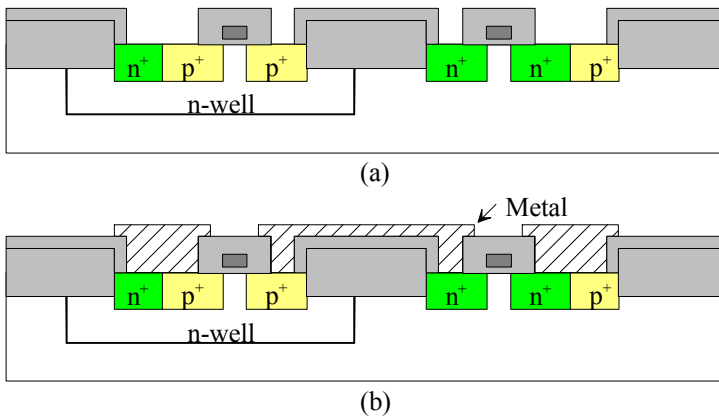 n+ p+ p+ n+ n+ p+
n-well
(a)
Metal
n+ p+ p+ n+ n+ p+
n-well
(b)